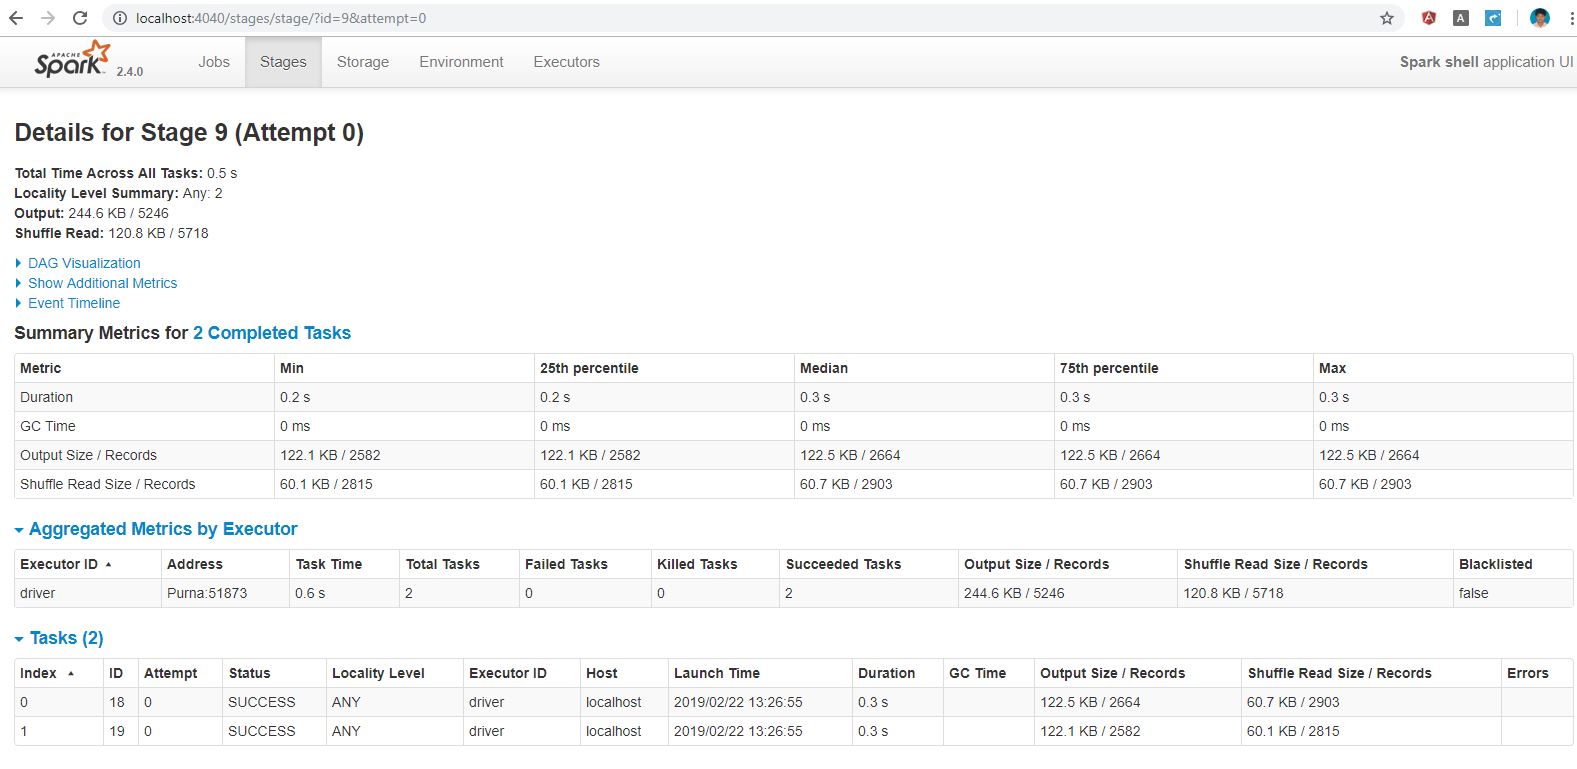 localhost:4040/stages/stage/?id=9&attempt=0
A A
APACHE Spark 2.4.0 Jobs Stages Storage Environment Executors Spark shell application UI
Details for Stage 9 (Attempt 0)
Total Time Across All Tasks: 0.5 s
Locality Level Summary: Any: 2
Output: 244.6 KB / 5246
Shuffle Read: 120.8 KB / 5718
DAG Visualization
Show Additional Metrics
Event Timeline
Summary Metrics for 2 Completed Tasks
Metric Min 25th percentile Median 75th percentile Max
Duration 0.2 s 0.2 s 0.3 s 0.3 s 0.3 s
GC Time 0 ms 0 ms 0 ms 0 ms 0 ms
Output Size / Records 122.1 KB / 2582 122.1 KB / 2582 122.5 KB / 2664 122.5 KB / 2664 122.5 KB / 2664
Shuffle Read Size / Records 60.1 KB / 2815 60.1 KB / 2815 60.7 KB / 2903 60.7 KB / 2903 60.7 KB / 2903
Aggregated Metrics by Executor
Executor ID Address Task Time Total Tasks Failed Tasks Killed Tasks Succeeded Tasks Output Size / Records Shuffle Read Size / Records Blacklisted
driver Purna:51873 0.6 s 2 0 0 2 244.6 KB / 5246 120.8 KB / 5718 false
Tasks (2)
Index ID Attempt Status Locality Level Executor ID Host Launch Time Duration GC Time Output Size / Records Shuffle Read Size / Records Errors
0 18 0 SUCCESS ANY driver localhost 2019/02/22 13:26:55 0.3 s 122.5 KB / 2664 60.7 KB / 2903
1 19 0 SUCCESS ANY driver localhost 2019/02/22 13:26:55 0.3 s 122.1 KB / 2582 60.1 KB / 2815